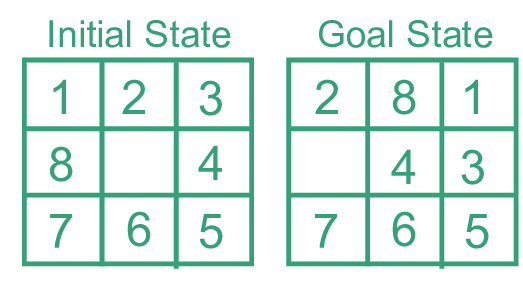 Initial State
1 2 3
8 4
7 6 5
Goal State
2 8 1
4 3
7 6 5